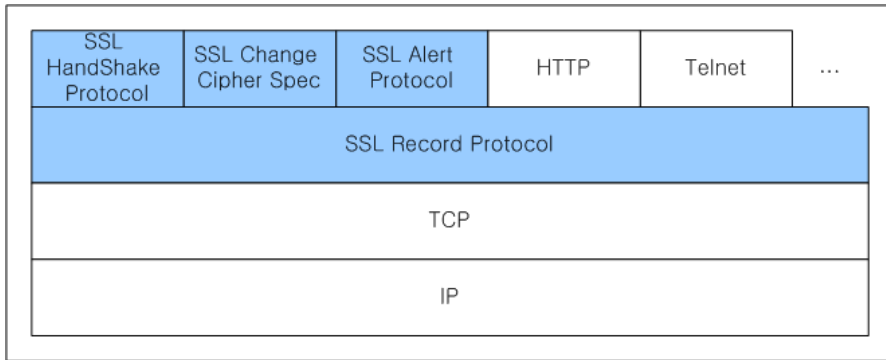 SSL
HandShake
Protocol
SSL Change
Cipher Spec
SSL Alert
Protocol
HTTP
Telnet
...
SSL Record Protocol
TCP
IP